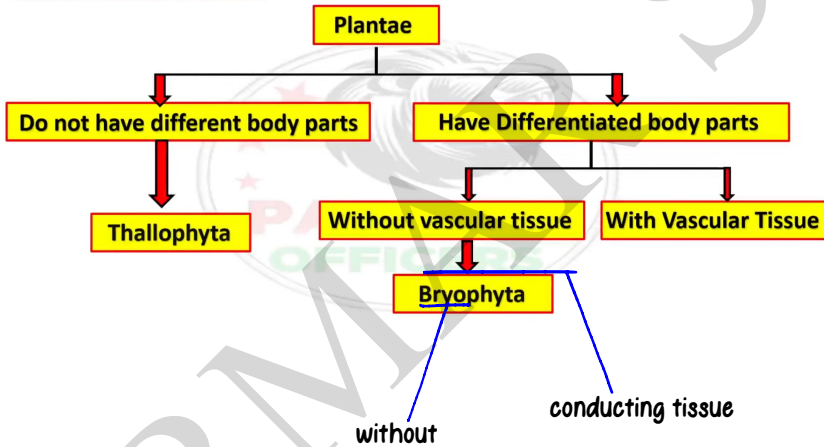 Plantae
Do not have different body parts
Have Differentiated body parts
Thallophyta
Without vascular tissue
With Vascular Tissue
OFFICERS
Bryophyta
conducting tissue
without